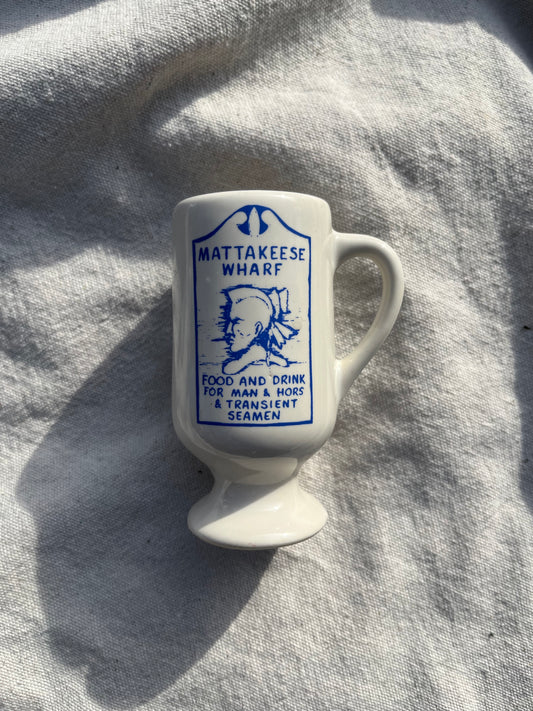 MATTAKEESE
WHARF
FOOD AND DRINK
FOR MAN & HORS
& TRANSIENT
SEAMEN